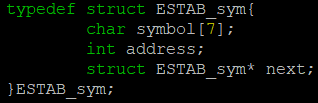 typedef struct ESTAB_sym{
        char symbol[7];
        int address;
        struct ESTAB_sym* next;
}ESTAB_sym;